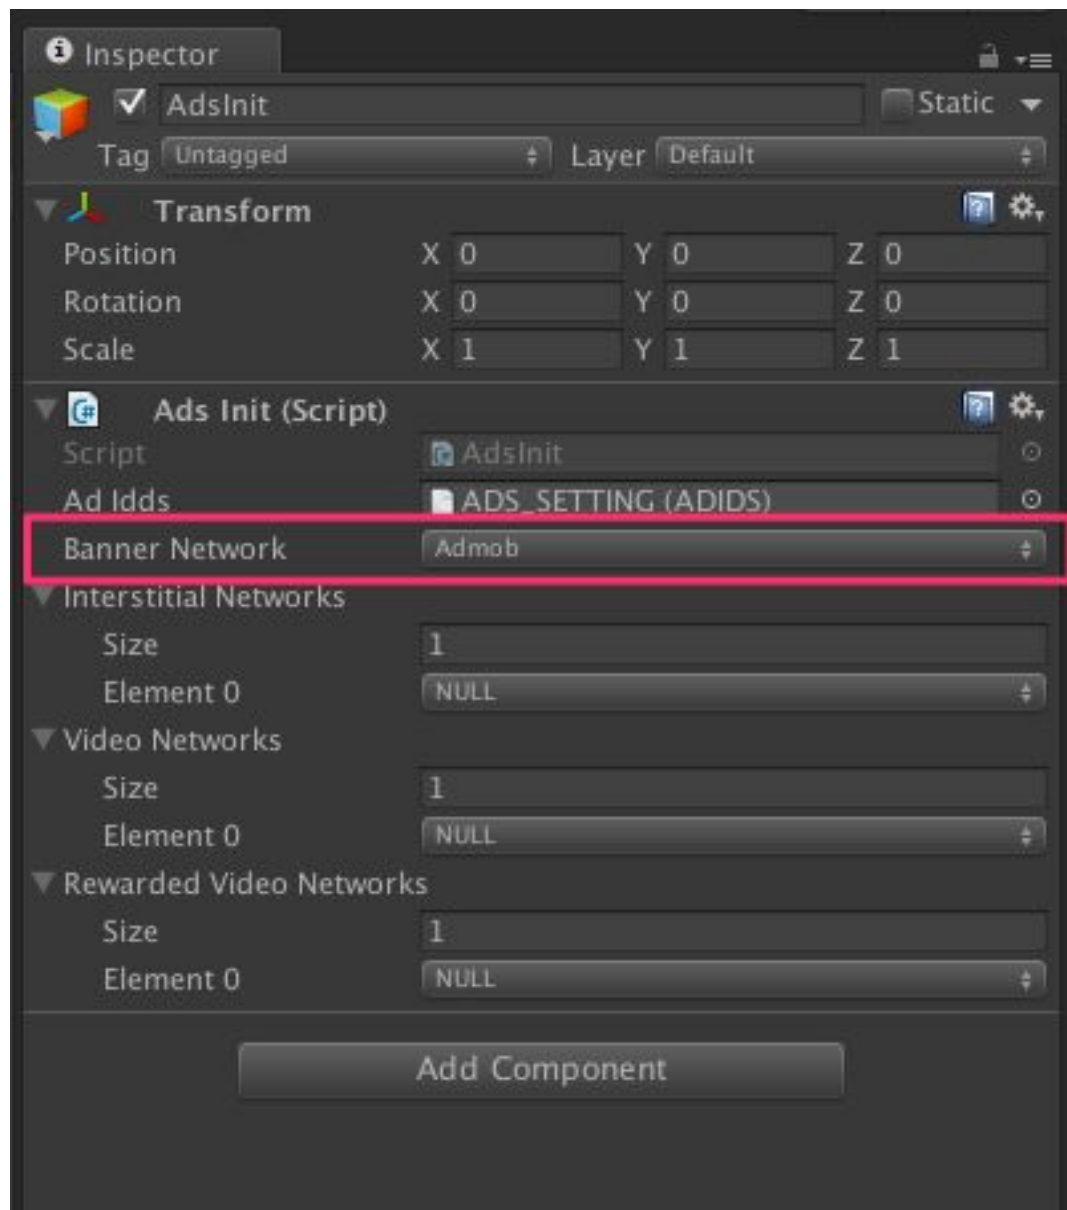 Inspector
AdsInit Static
Tag Untagged Layer Default
Transform
Position X 0 Y 0 Z 0
Rotation X 0 Y 0 Z 0
Scale X 1 Y 1 Z 1
Ads Init (Script)
Script AdsInit
Ad Idds ADS_SETTING (ADIDS)
Banner Network Admob
Interstitial Networks
Size 1
Element 0 NULL
Video Networks
Size 1
Element 0 NULL
Rewarded Video Networks
Size 1
Element 0 NULL
Add Component